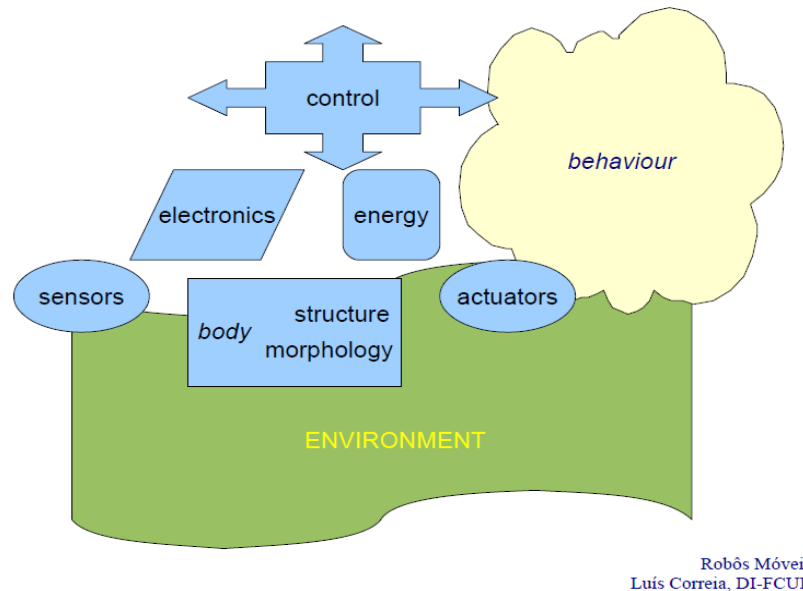 control
behaviour
electronics
energy
sensors
actuators
body
structure
morphology
ENVIRONMENT
Robôs Móvei
Luís Correia, DI-FCU